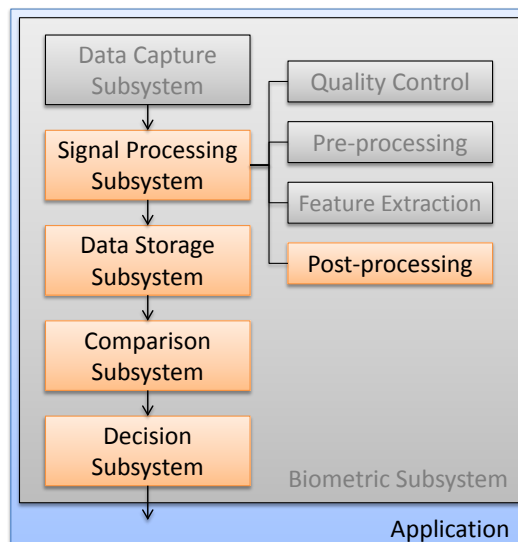 Data Capture
Subsystem
Quality Control
Signal Processing
Subsystem
Pre-processing
Feature Extraction
Data Storage
Subsystem
Post-processing
Comparison
Subsystem
Decision
Subsystem
Biometric Subsystem
Application